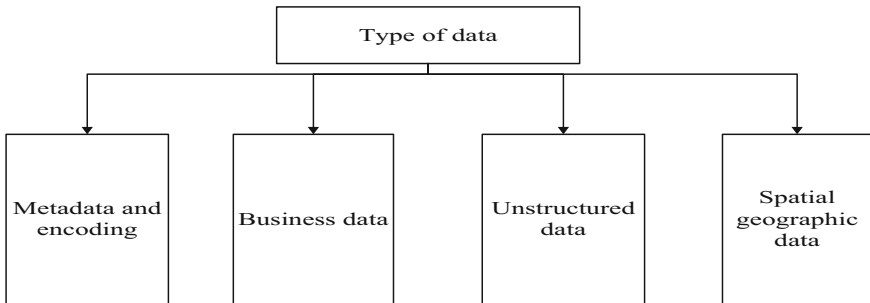 Type of data
Metadata and
encoding
Business data
Unstructured
data
Spatial
geographic
data